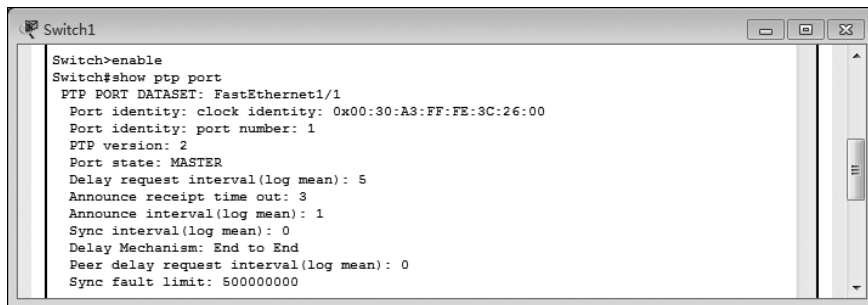 Switch1
Switch>enable
Switch#show ptp port
PTP PORT DATASET: FastEthernet1/1
Port identity: clock identity: 0x00:30:A3:FF:FE:3C:26:00
Port identity: port number: 1
PTP version: 2
Port state: MASTER
Delay request interval(log mean): 5
Announce receipt time out: 3
Announce interval(log mean): 1
Sync interval(log mean): 0
Delay Mechanism: End to End
Peer delay request interval(log mean): 0
Sync fault limit: 500000000